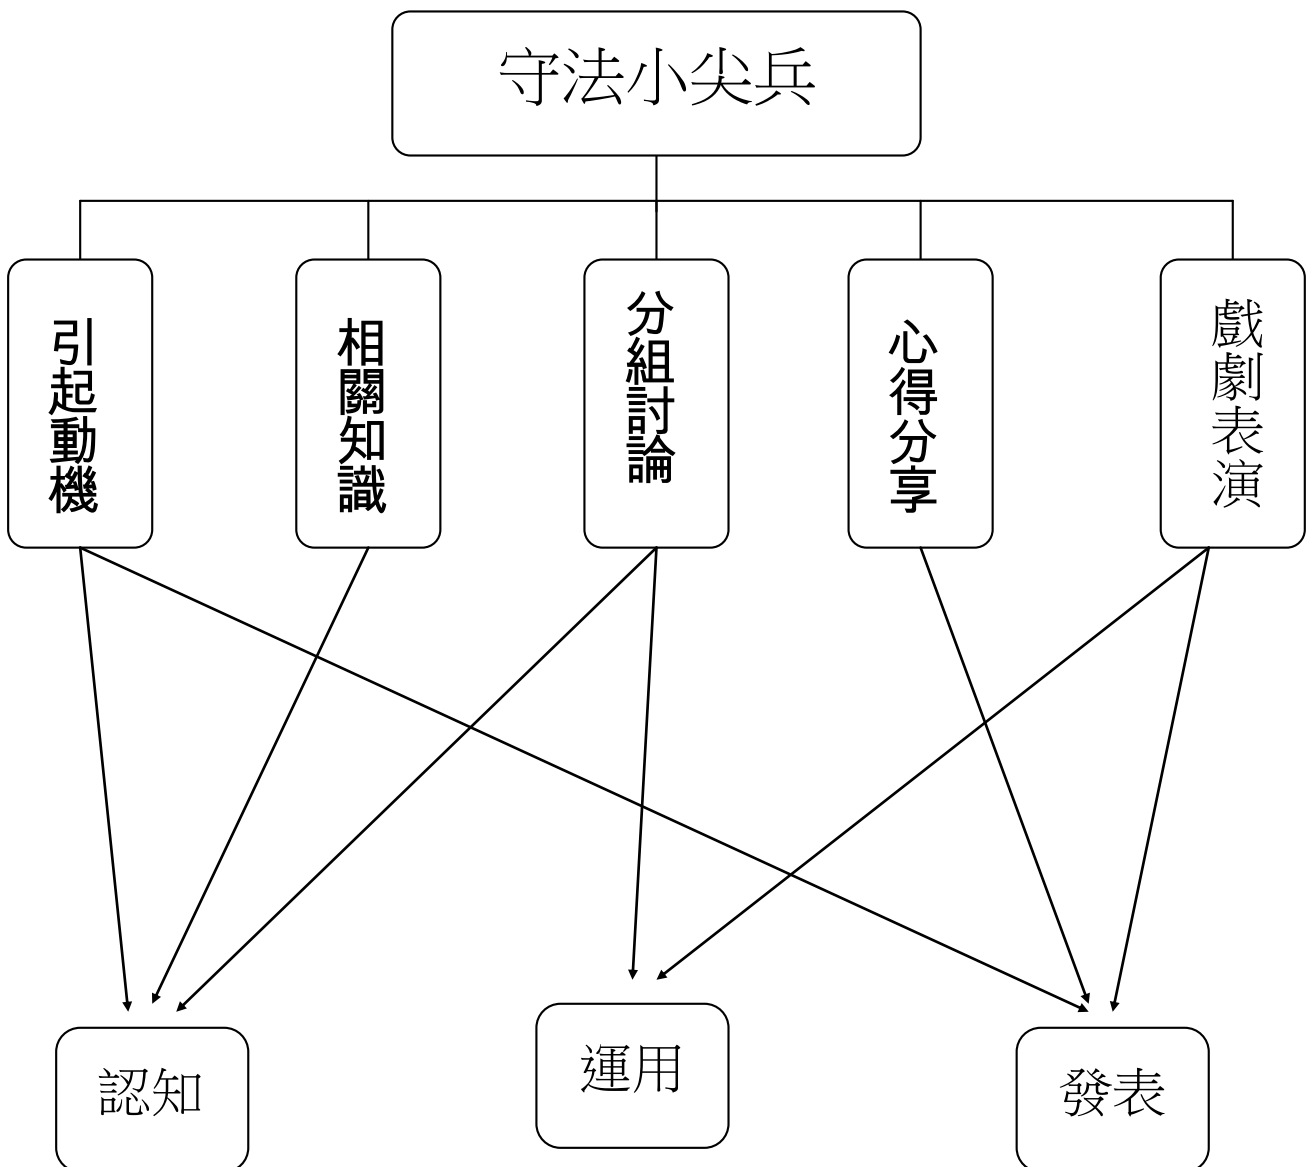 守法小尖兵
引起動機
相關知識
分組討論
心得分享
戲劇表演
認知
運用
發表